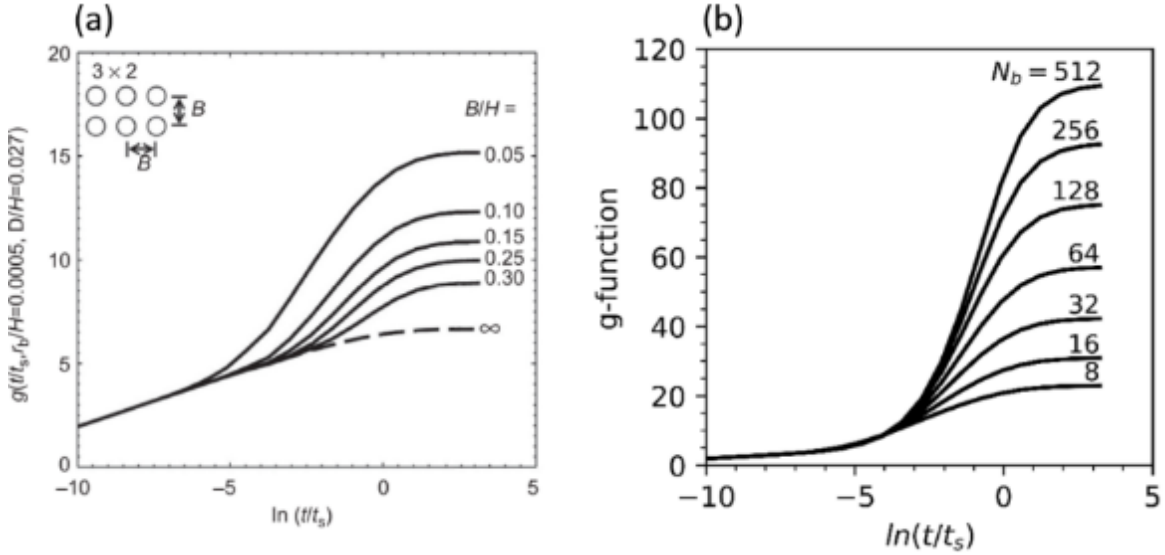 (a)
20
15
10
5
0
g(t/tₛ,r_b/H=0.0005, D/H=0.027)
3 × 2
B
B
B/H =
0.05
0.10
0.15
0.25
0.30
∞
−10
−5
0
5
ln (t/tₛ)
(b)
120
100
80
60
40
20
0
g-function
N_b = 512
256
128
64
32
16
8
−10
−5
0
5
ln(t/tₛ)